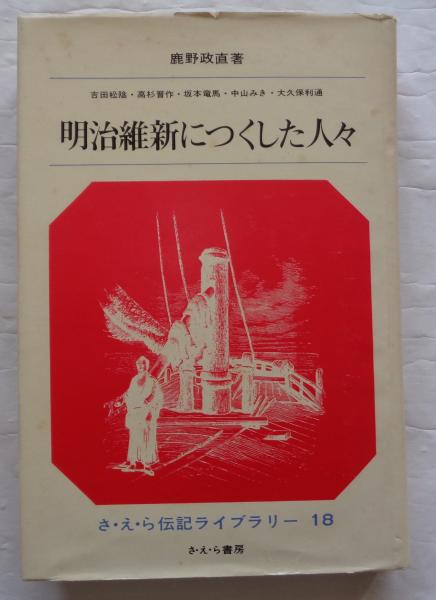 鹿野政直著
吉田松陰・高杉晋作・坂本竜馬・中山みき・大久保利通
明治維新につくした人々
さ・え・ら伝記ライブラリー 18
さ・え・ら書房